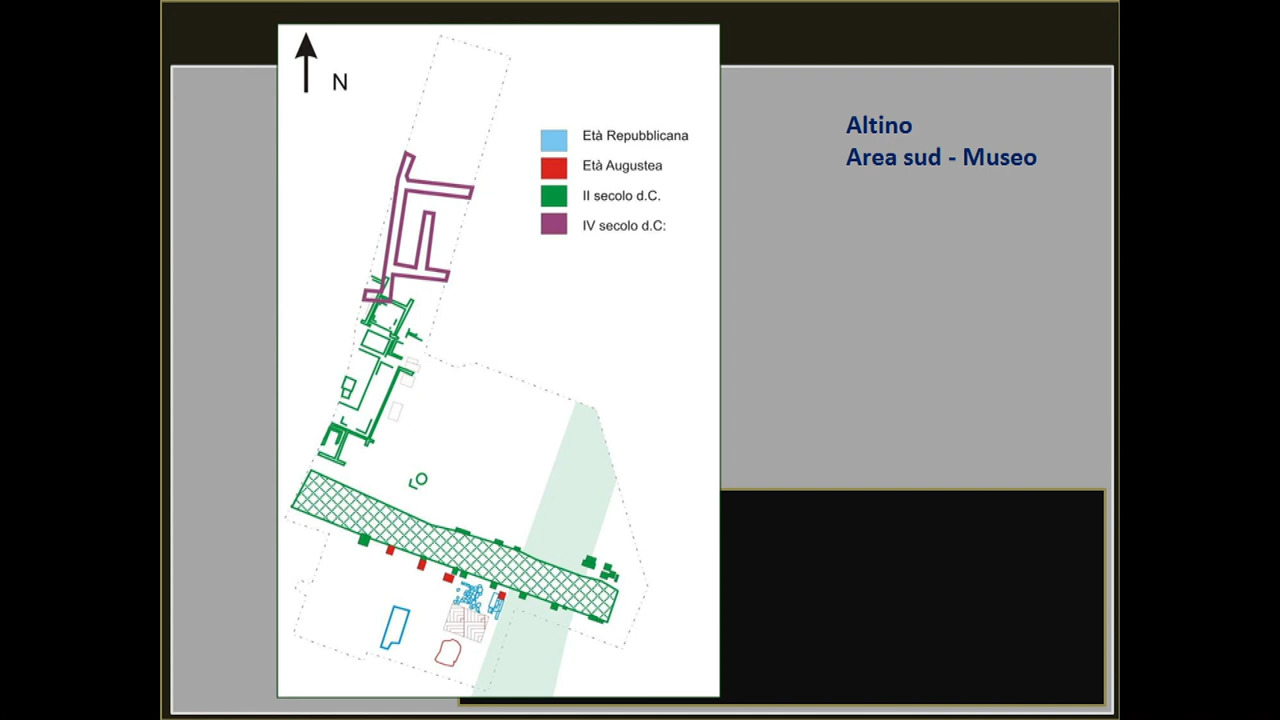 N
Età Repubblicana
Età Augustea
II secolo d.C.
IV secolo d.C:
Altino
Area sud - Museo